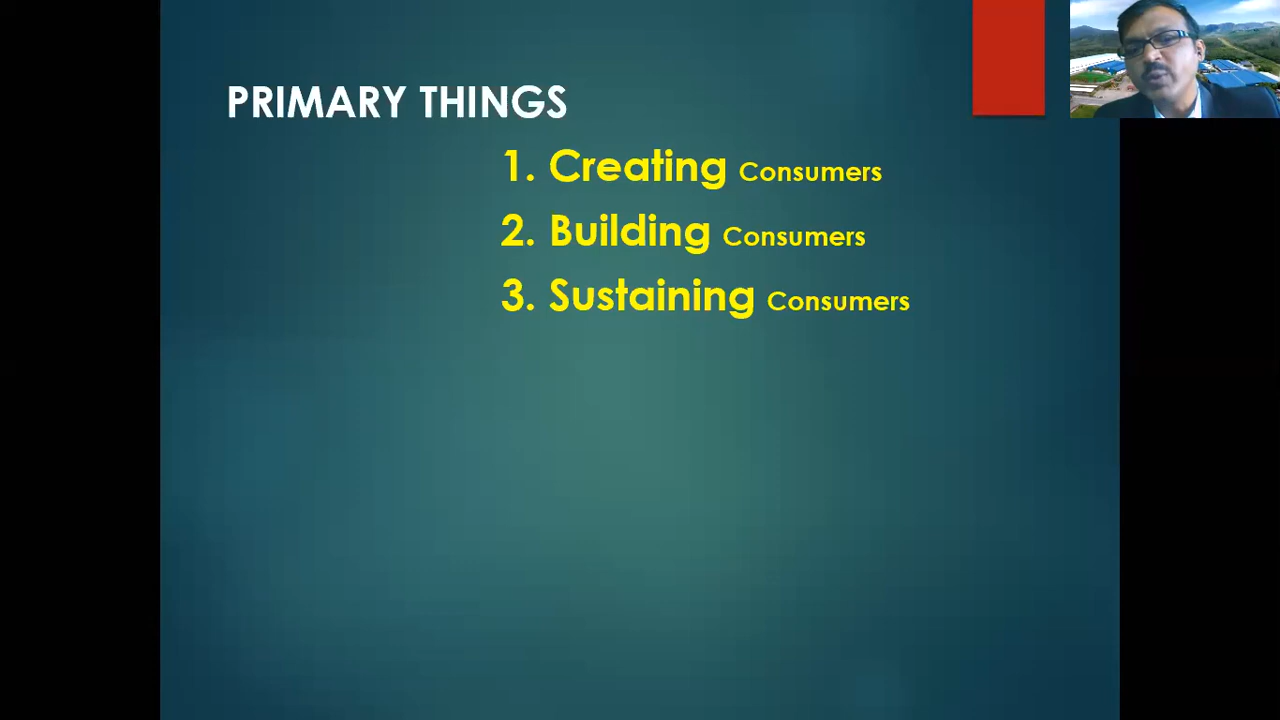 PRIMARY THINGS
1. Creating Consumers
2. Building Consumers
3. Sustaining Consumers